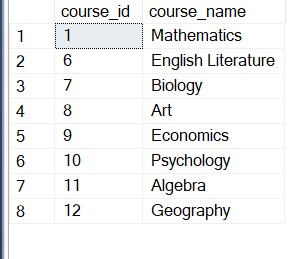 course_id course_name
1 1 Mathematics
2 6 English Literature
3 7 Biology
4 8 Art
5 9 Economics
6 10 Psychology
7 11 Algebra
8 12 Geography